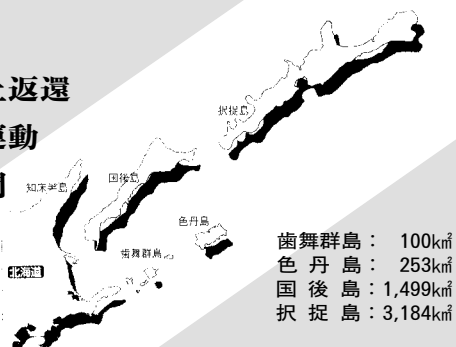 返還
運動
択捉島
国後島
知床半島
色丹島
歯舞群島
北海道
歯舞群島： 100k㎡
色丹島： 253k㎡
国後島：1,499k㎡
択捉島：3,184k㎡